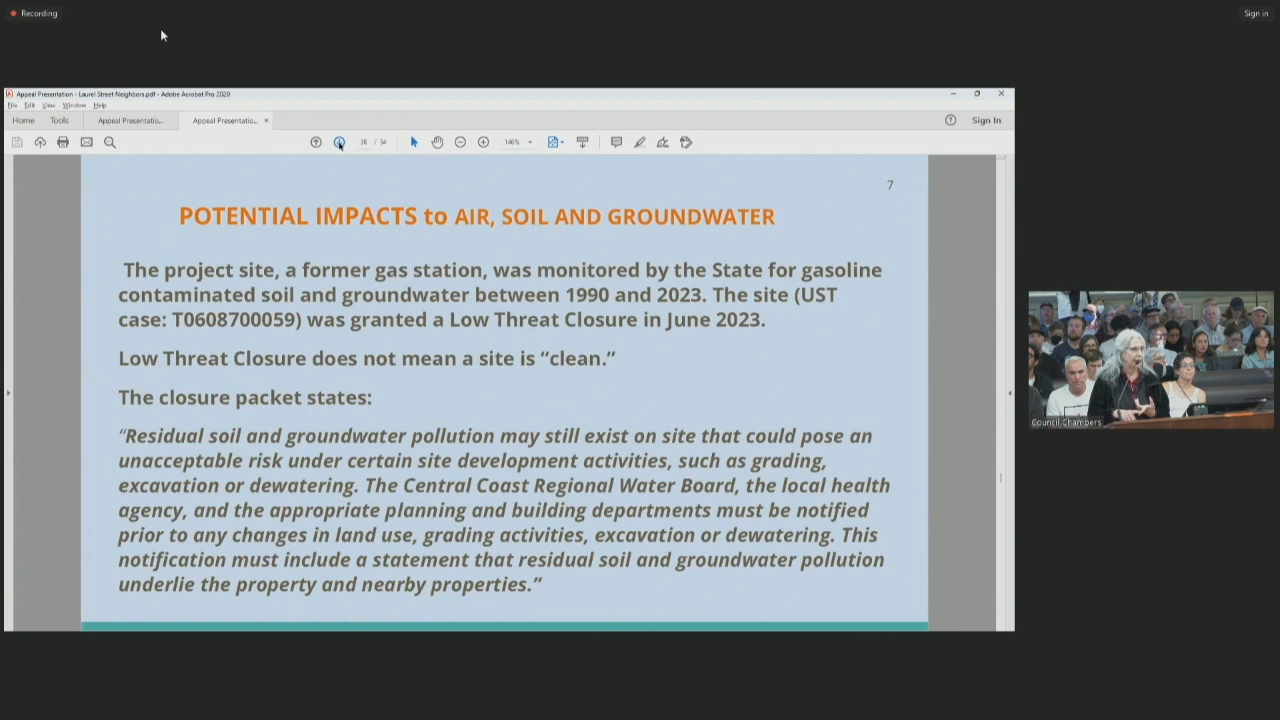 Recording
Sign in
Appeal Presentation - Laurel Street Neighbors.pdf - Adobe Acrobat Pro 2020
File Edit View Window Help
Home Tools Appeal Presentatio... Appeal Presentatio... × Sign In
38 / 54 146%
7
POTENTIAL IMPACTS to AIR, SOIL AND GROUNDWATER
The project site, a former gas station, was monitored by the State for gasoline
contaminated soil and groundwater between 1990 and 2023. The site (UST
case: T0608700059) was granted a Low Threat Closure in June 2023.
Low Threat Closure does not mean a site is “clean.”
The closure packet states:
“Residual soil and groundwater pollution may still exist on site that could pose an
unacceptable risk under certain site development activities, such as grading,
excavation or dewatering. The Central Coast Regional Water Board, the local health
agency, and the appropriate planning and building departments must be notified
prior to any changes in land use, grading activities, excavation or dewatering. This
notification must include a statement that residual soil and groundwater pollution
underlie the property and nearby properties.”
Council Chambers